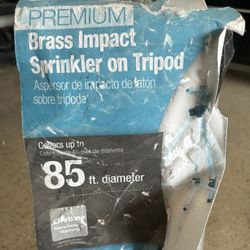 PREMIUM
Brass Impact
Sprinkler on Tripod
Aspersor de impacto de latón
sobre trípode
Covers up to
85 ft. diameter
Lifetime